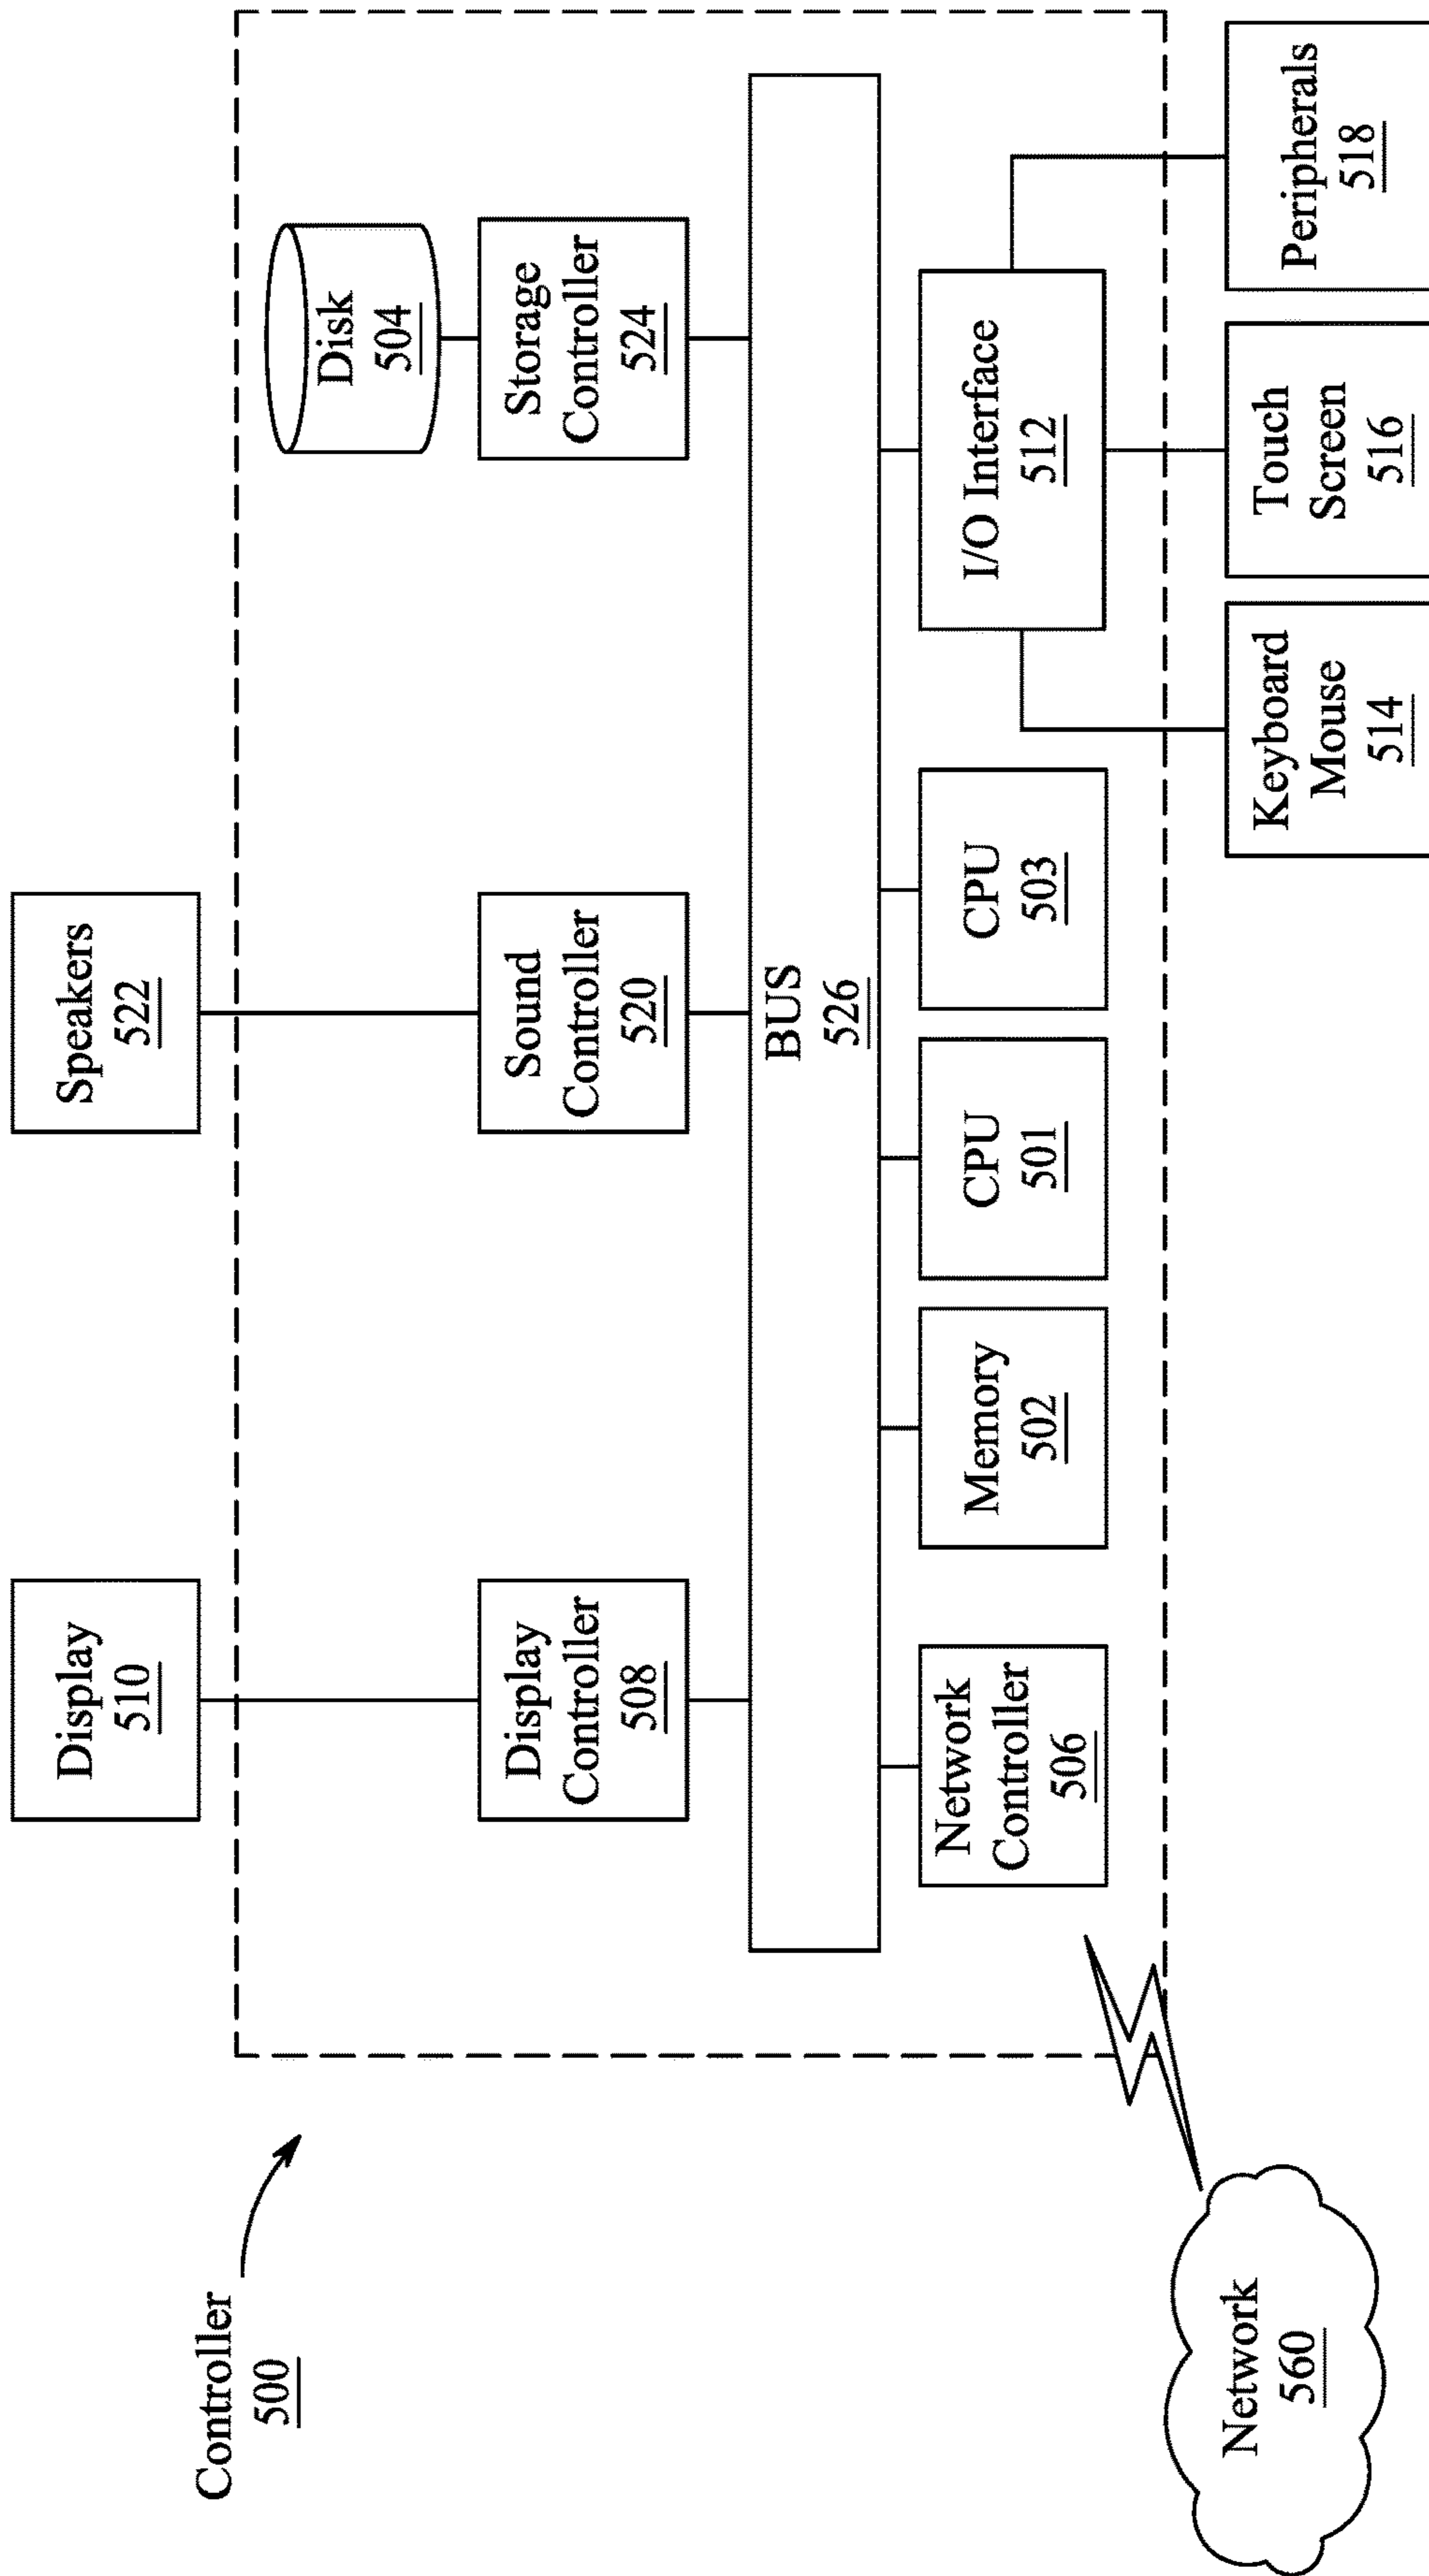 Controller
500
Display
510
Speakers
522
Display
Controller
508
Sound
Controller
520
Disk
504
Storage
Controller
524
BUS
526
Network
Controller
506
Memory
502
CPU
501
CPU
503
I/O Interface
512
Network
560
Keyboard
Mouse
514
Touch
Screen
516
Peripherals
518